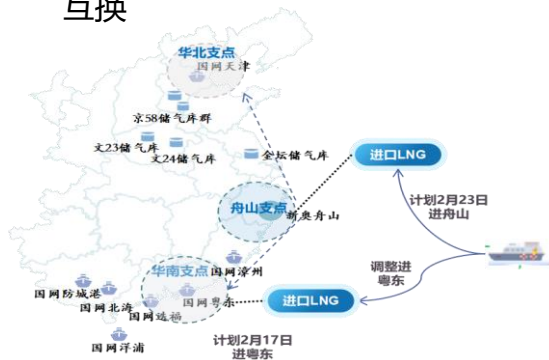 互换
华北支点
国网天津
京58储气库群
文23储气库
文24储气库
金坛储气库
进口LNG
舟山支点
新奥舟山
计划2月23日
进舟山
调整进
粤东
华南支点
国网漳州
国网防城港
国网北海
国网迭福
国网粤东
进口LNG
国网洋浦
计划2月17日
进粤东